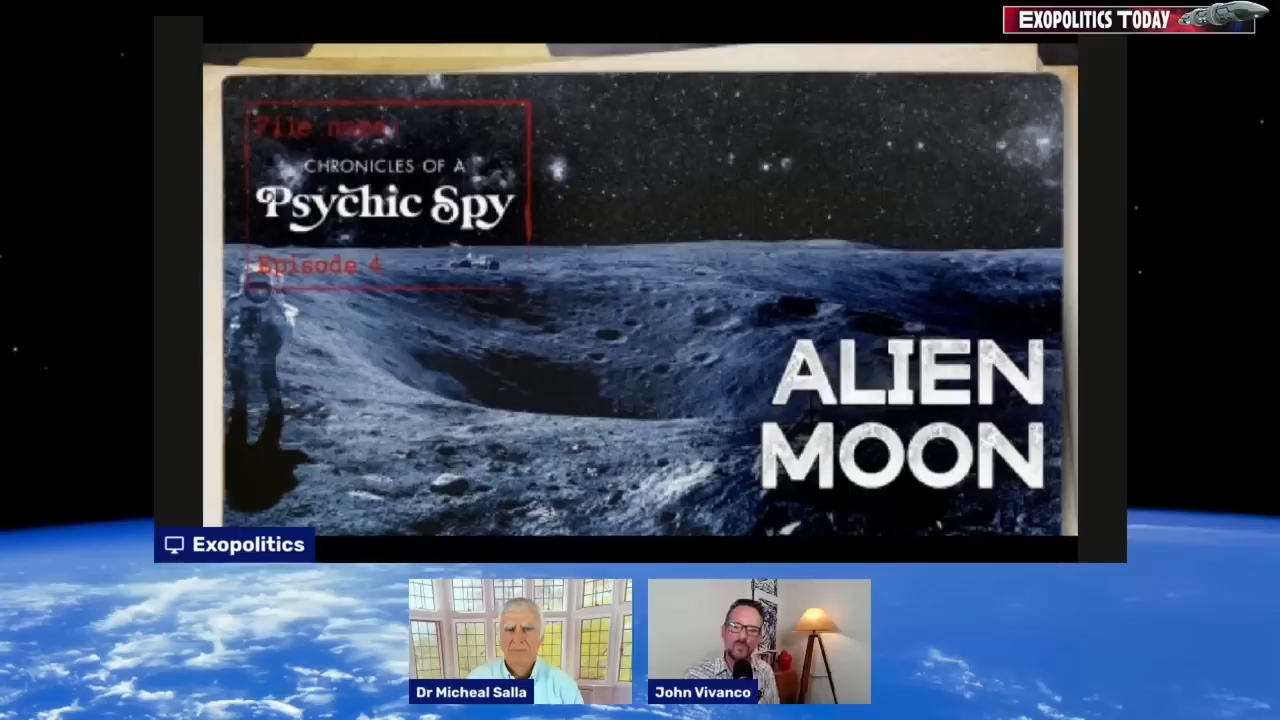 EXOPOLITICS TODAY
File name:
CHRONICLES OF A
Psychic Spy
Episode 4
ALIEN
MOON
Exopolitics
Dr Micheal Salla
John Vivanco